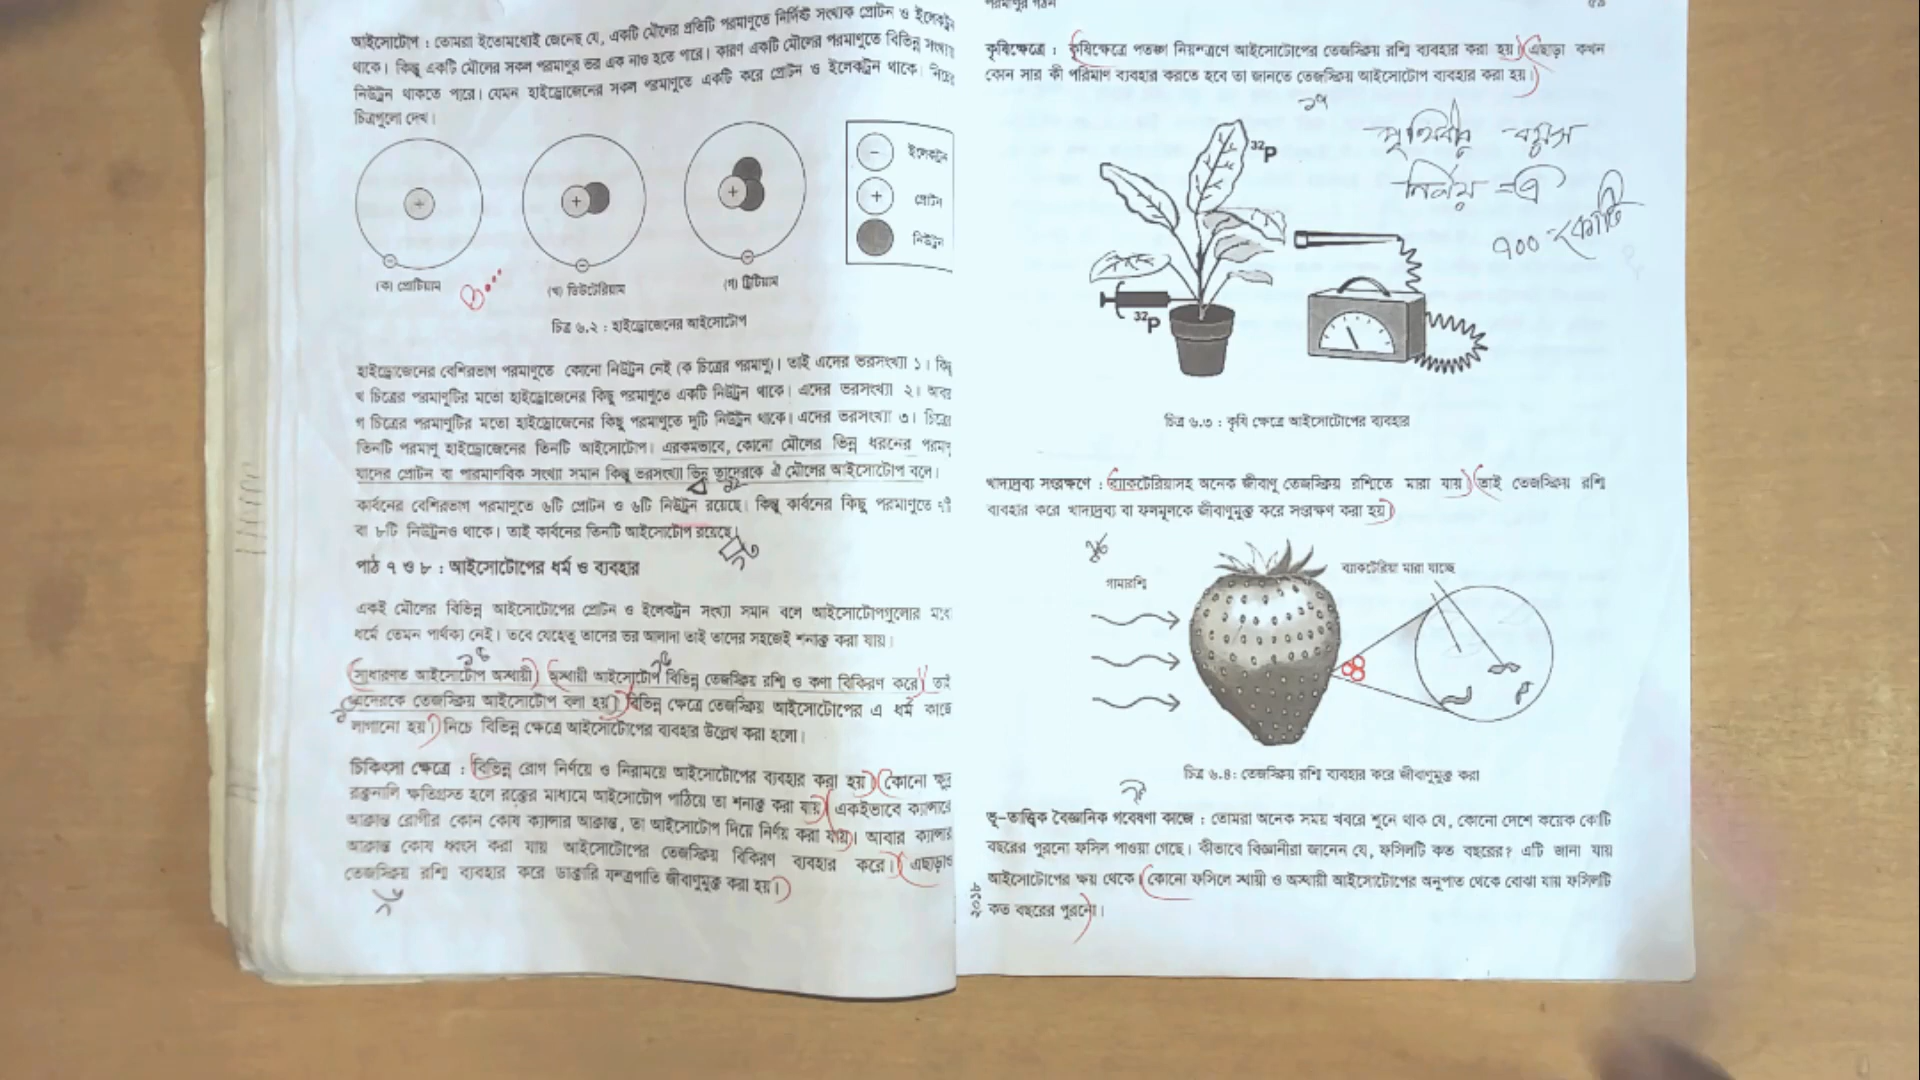 আইসোটোপ : তোমরা ইতোমধ্যেই জেনেছ যে, একটি মৌলের প্রতিটি পরমাণুতে নির্দিষ্ট সংখ্যক প্রোটন ও ইলেকট্রন
থাকে। কিন্তু একটি মৌলের সকল পরমাণুর ভর এক নাও হতে পারে। কারণ একটি মৌলের পরমাণুতে বিভিন্ন সংখ্যায়
নিউট্রন থাকতে পারে। যেমন হাইড্রোজেনের সকল পরমাণুতে একটি করে প্রোটন ও ইলেকট্রন থাকে।
চিত্রগুলো দেখ।
ইলেকট্রন
প্রোটন
নিউট্রন
(ক) প্রোটিয়াম
(খ) ডিউটেরিয়াম
(গ) ট্রিটিয়াম
চিত্র ৬.২ : হাইড্রোজেনের আইসোটোপ
হাইড্রোজেনের বেশিরভাগ পরমাণুতে কোনো নিউট্রন নেই (ক চিত্রের পরমাণু)। তাই এদের ভরসংখ্যা ১।
খ চিত্রের পরমাণুটির মতো হাইড্রোজেনের কিছু পরমাণুতে একটি নিউট্রন থাকে। এদের ভরসংখ্যা ২।
গ চিত্রের পরমাণুটির মতো হাইড্রোজেনের কিছু পরমাণুতে দুটি নিউট্রন থাকে। এদের ভরসংখ্যা ৩।
তিনটি পরমাণু হাইড্রোজেনের তিনটি আইসোটোপ। এরকমভাবে, কোনো মৌলের ভিন্ন ধরনের
যাদের প্রোটন বা পারমাণবিক সংখ্যা সমান কিন্তু ভরসংখ্যা ভিন্ন তাদেরকে ঐ মৌলের আইসোটোপ বলে।
কার্বনের বেশিরভাগ পরমাণুতে ৬টি প্রোটন ও ৬টি নিউট্রন রয়েছে। কিন্তু কার্বনের কিছু পরমাণুতে
বা ৮টি নিউট্রনও থাকে। তাই কার্বনের তিনটি আইসোটোপ রয়েছে।
পাঠ ৭ ও ৮ : আইসোটোপের ধর্ম ও ব্যবহার
একই মৌলের বিভিন্ন আইসোটোপের প্রোটন ও ইলেকট্রন সংখ্যা সমান বলে আইসোটোপগুলোর
ধর্মে তেমন পার্থক্য নেই। তবে যেহেতু তাদের ভর আলাদা তাই তাদের সহজেই শনাক্ত করা যায়।
সাধারণত আইসোটোপ অস্থায়ী। অস্থায়ী আইসোটোপ বিভিন্ন তেজস্ক্রিয় রশ্মি ও কণা বিকিরণ করে। তাই
এদেরকে তেজস্ক্রিয় আইসোটোপ বলা হয়। বিভিন্ন ক্ষেত্রে তেজস্ক্রিয় আইসোটোপের এ ধর্ম কাজে
লাগানো হয়। নিচে বিভিন্ন ক্ষেত্রে আইসোটোপের ব্যবহার উল্লেখ করা হলো।
চিকিৎসা ক্ষেত্রে : বিভিন্ন রোগ নির্ণয়ে ও নিরাময়ে আইসোটোপের ব্যবহার করা হয়। কোনো ক্ষুদ্র
রক্তনালি ক্ষতিগ্রস্ত হলে রক্তের মাধ্যমে আইসোটোপ পাঠিয়ে তা শনাক্ত করা যায়। একইভাবে ক্যান্সারে
আক্রান্ত রোগীর কোন কোষ ক্যান্সার আক্রান্ত, তা আইসোটোপ দিয়ে নির্ণয় করা যায়। আবার ক্যান্সার
আক্রান্ত কোষ ধ্বংস করা যায় আইসোটোপের তেজস্ক্রিয় বিকিরণ ব্যবহার করে। এছাড়াও
তেজস্ক্রিয় রশ্মি ব্যবহার করে ডাক্তারি যন্ত্রপাতি জীবাণুমুক্ত করা হয়।
পরমাণুর গঠন
কৃষিক্ষেত্রে : কৃষিক্ষেত্রে পতঙ্গ নিয়ন্ত্রণে আইসোটোপের তেজস্ক্রিয় রশ্মি ব্যবহার করা হয়। এছাড়া কখন
কোন সার কী পরিমাণ ব্যবহার করতে হবে তা জানতে তেজস্ক্রিয় আইসোটোপ ব্যবহার করা হয়।
পৃথিবীর বয়স
নির্ণয়
৭০০ কোটি
32P
32P
চিত্র ৬.৩ : কৃষি ক্ষেত্রে আইসোটোপের ব্যবহার
খাদ্যদ্রব্য সংরক্ষণে : ব্যাকটেরিয়াসহ অনেক জীবাণু তেজস্ক্রিয় রশ্মিতে মারা যায়। তাই তেজস্ক্রিয় রশ্মি
ব্যবহার করে খাদ্যদ্রব্য বা ফলমূলকে জীবাণুমুক্ত করে সংরক্ষণ করা হয়।
গামারশ্মি
ব্যাকটেরিয়া মারা যাচ্ছে
চিত্র ৬.৪: তেজস্ক্রিয় রশ্মি ব্যবহার করে জীবাণুমুক্ত করা
ভূ-তাত্ত্বিক বৈজ্ঞানিক গবেষণা কাজে : তোমরা অনেক সময় খবরে শুনে থাক যে, কোনো দেশে কয়েক কোটি
বছরের পুরনো ফসিল পাওয়া গেছে। কীভাবে বিজ্ঞানীরা জানেন যে, ফসিলটি কত বছরের? এটি জানা যায়
আইসোটোপের ক্ষয় থেকে। কোনো ফসিলে স্থায়ী ও অস্থায়ী আইসোটোপের অনুপাত থেকে বোঝা যায় ফসিলটি
কত বছরের পুরনো।
২০১৮